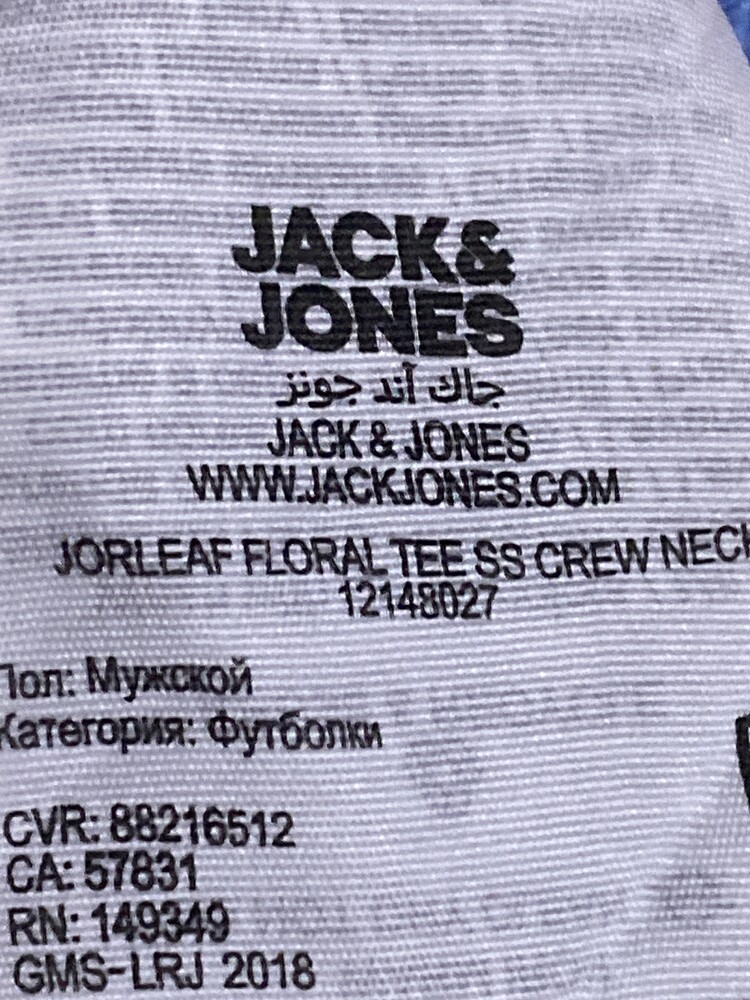 JACK&
JONES
جاك آند جونز
JACK & JONES
WWW.JACKJONES.COM
JORLEAF FLORAL TEE SS CREW NECK
12148027
Пол: Мужской
Категория: Футболки
CVR: 88216512
CA: 57831
RN: 149349
GMS-LRJ 2018